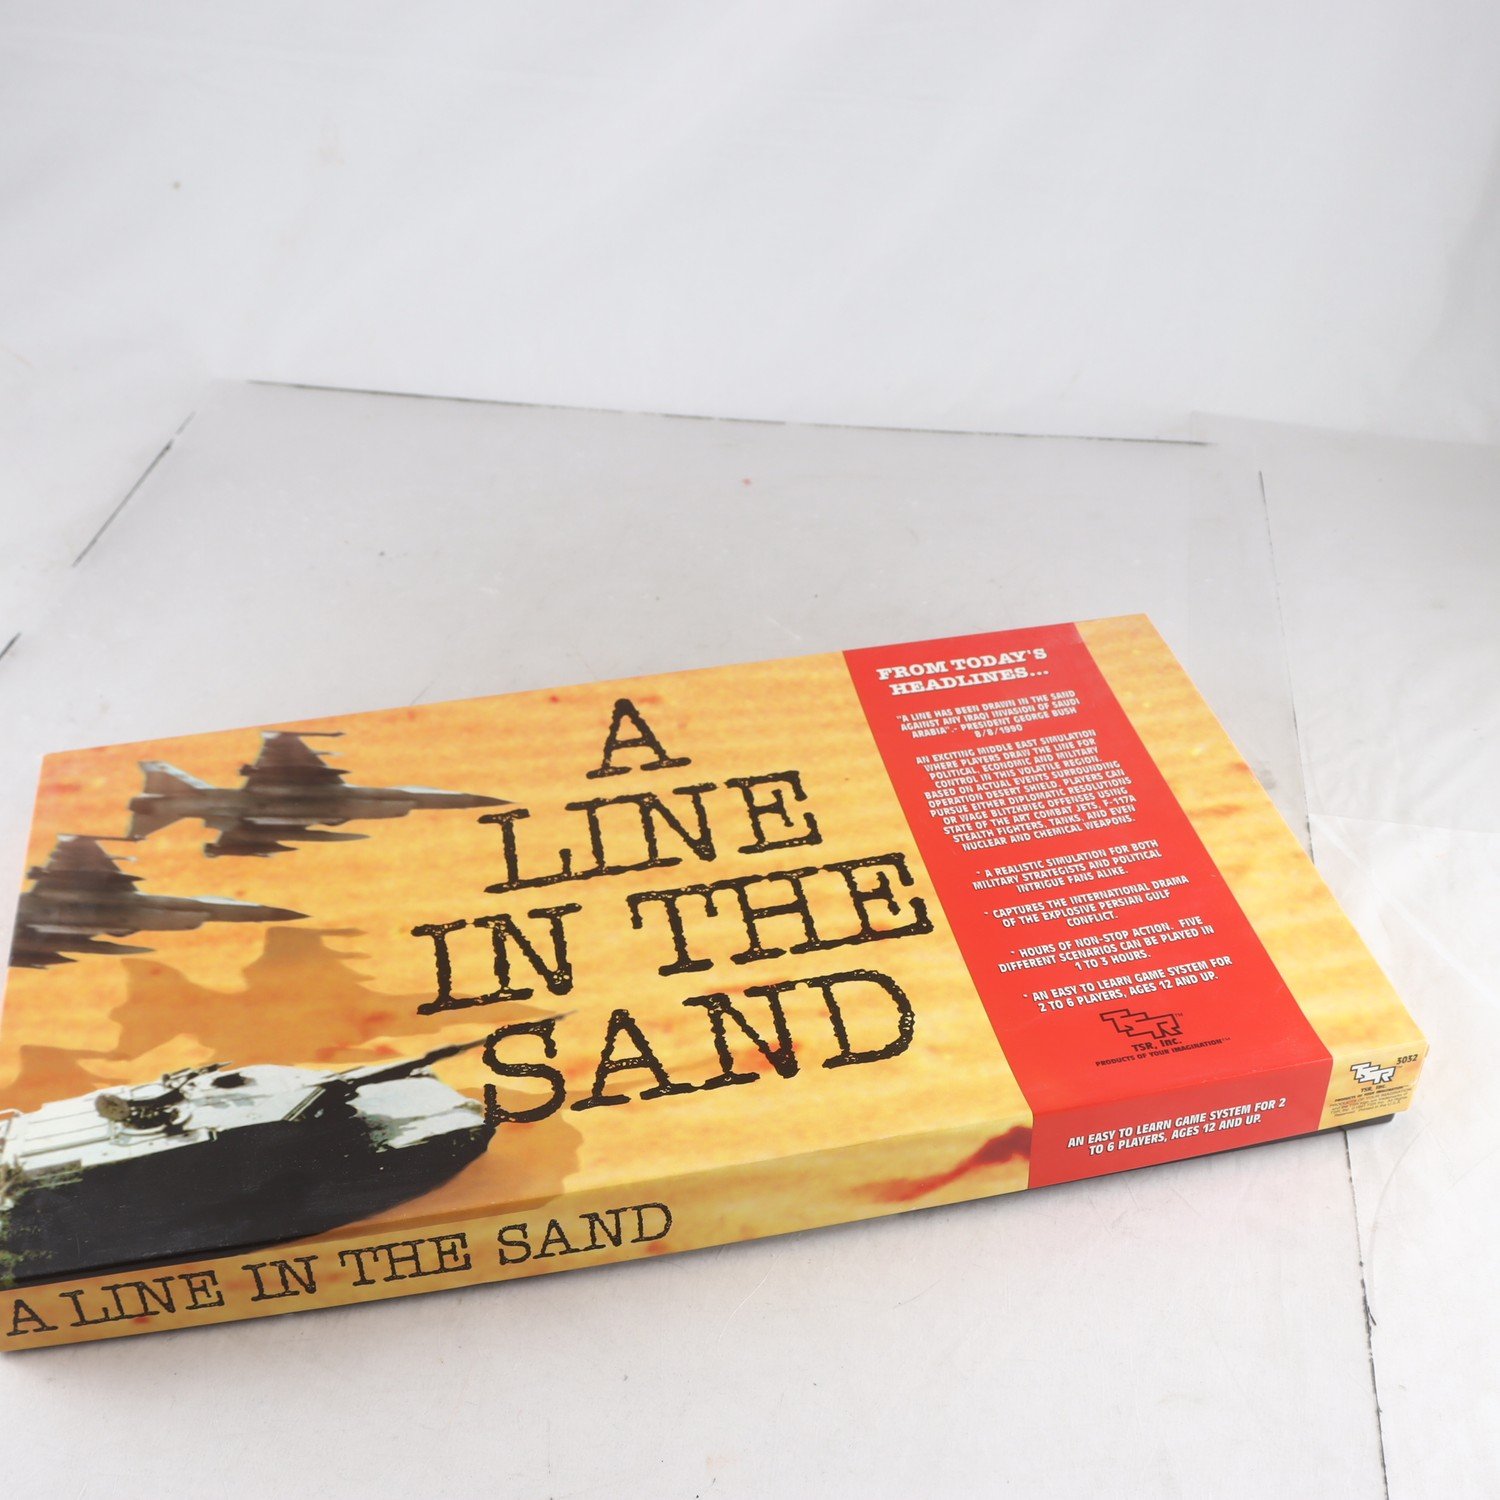 A
LINE
IN THE
SAND
FROM TODAY'S
HEADLINES...
"A LINE HAS BEEN DRAWN IN THE SAND
AGAINST ANY IRAQI INVASION OF SAUDI
ARABIA".- PRESIDENT GEORGE BUSH
8/8/1990
AN EXCITING MIDDLE EAST SIMULATION
WHERE PLAYERS DRAW THE LINE FOR
POLITICAL, ECONOMIC AND MILITARY
CONTROL IN THIS VOLATILE REGION.
BASED ON ACTUAL EVENTS SURROUNDING
OPERATION DESERT SHIELD, PLAYERS CAN
PURSUE EITHER DIPLOMATIC RESOLUTIONS
OR WAGE BLITZKRIEG OFFENSES USING
STATE OF THE ART COMBAT JETS, F-117A
STEALTH FIGHTERS, TANKS, AND EVEN
NUCLEAR AND CHEMICAL WEAPONS.
* A REALISTIC SIMULATION FOR BOTH
MILITARY STRATEGISTS AND POLITICAL
INTRIGUE FANS ALIKE.
* CAPTURES THE INTERNATIONAL DRAMA
OF THE EXPLOSIVE PERSIAN GULF
CONFLICT.
* HOURS OF NON-STOP ACTION. FIVE
DIFFERENT SCENARIOS CAN BE PLAYED IN
1 TO 3 HOURS.
* AN EASY TO LEARN GAME SYSTEM FOR
2 TO 6 PLAYERS, AGES 12 AND UP.
TSR™
TSR, Inc.
PRODUCTS OF YOUR IMAGINATION™
A LINE IN THE SAND
AN EASY TO LEARN GAME SYSTEM FOR 2
TO 6 PLAYERS, AGES 12 AND UP.
3032
TSR™
TSR, Inc.
PRODUCTS OF YOUR IMAGINATION™